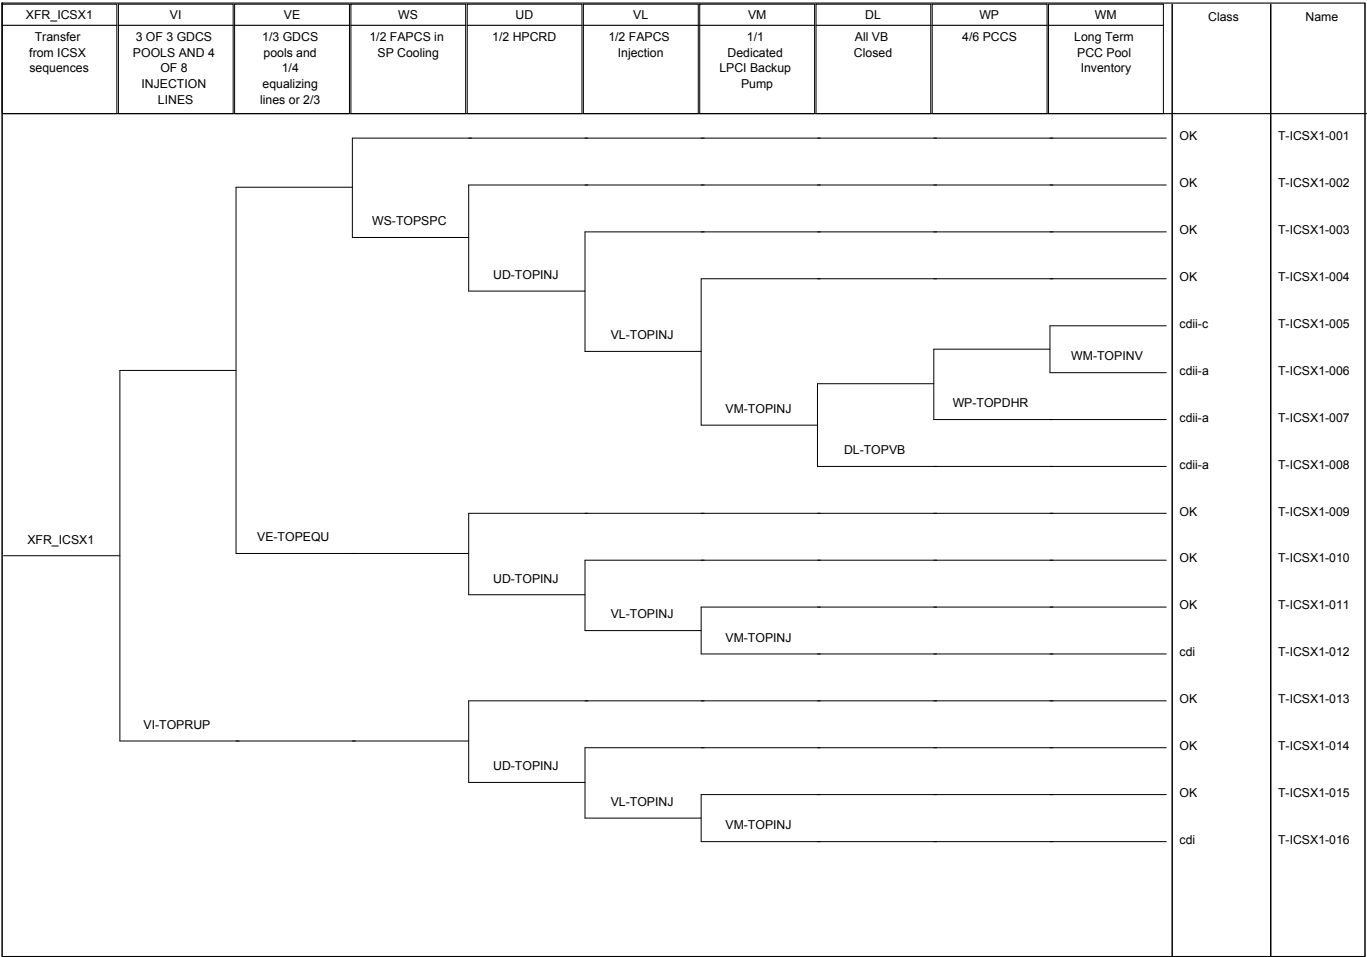 XFR_ICSX1 VI VE WS UD VL VM DL WP WM Class Name
Transfer
from ICSX
sequences
3 OF 3 GDCS
POOLS AND 4
OF 8
INJECTION
LINES
1/3 GDCS
pools and
1/4
equalizing
lines or 2/3
1/2 FAPCS in
SP Cooling
1/2 HPCRD
1/2 FAPCS
Injection
1/1
Dedicated
LPCI Backup
Pump
All VB
Closed
4/6 PCCS
Long Term
PCC Pool
Inventory
OK T-ICSX1-001
OK T-ICSX1-002
WS-TOPSPC
OK T-ICSX1-003
UD-TOPINJ
OK T-ICSX1-004
cdii-c T-ICSX1-005
VL-TOPINJ
WM-TOPINV
cdii-a T-ICSX1-006
WP-TOPDHR
VM-TOPINJ
cdii-a T-ICSX1-007
DL-TOPVB
cdii-a T-ICSX1-008
OK T-ICSX1-009
XFR_ICSX1
VE-TOPEQU
OK T-ICSX1-010
UD-TOPINJ
OK T-ICSX1-011
VL-TOPINJ
VM-TOPINJ
cdi T-ICSX1-012
OK T-ICSX1-013
VI-TOPRUP
OK T-ICSX1-014
UD-TOPINJ
OK T-ICSX1-015
VL-TOPINJ
VM-TOPINJ
cdi T-ICSX1-016